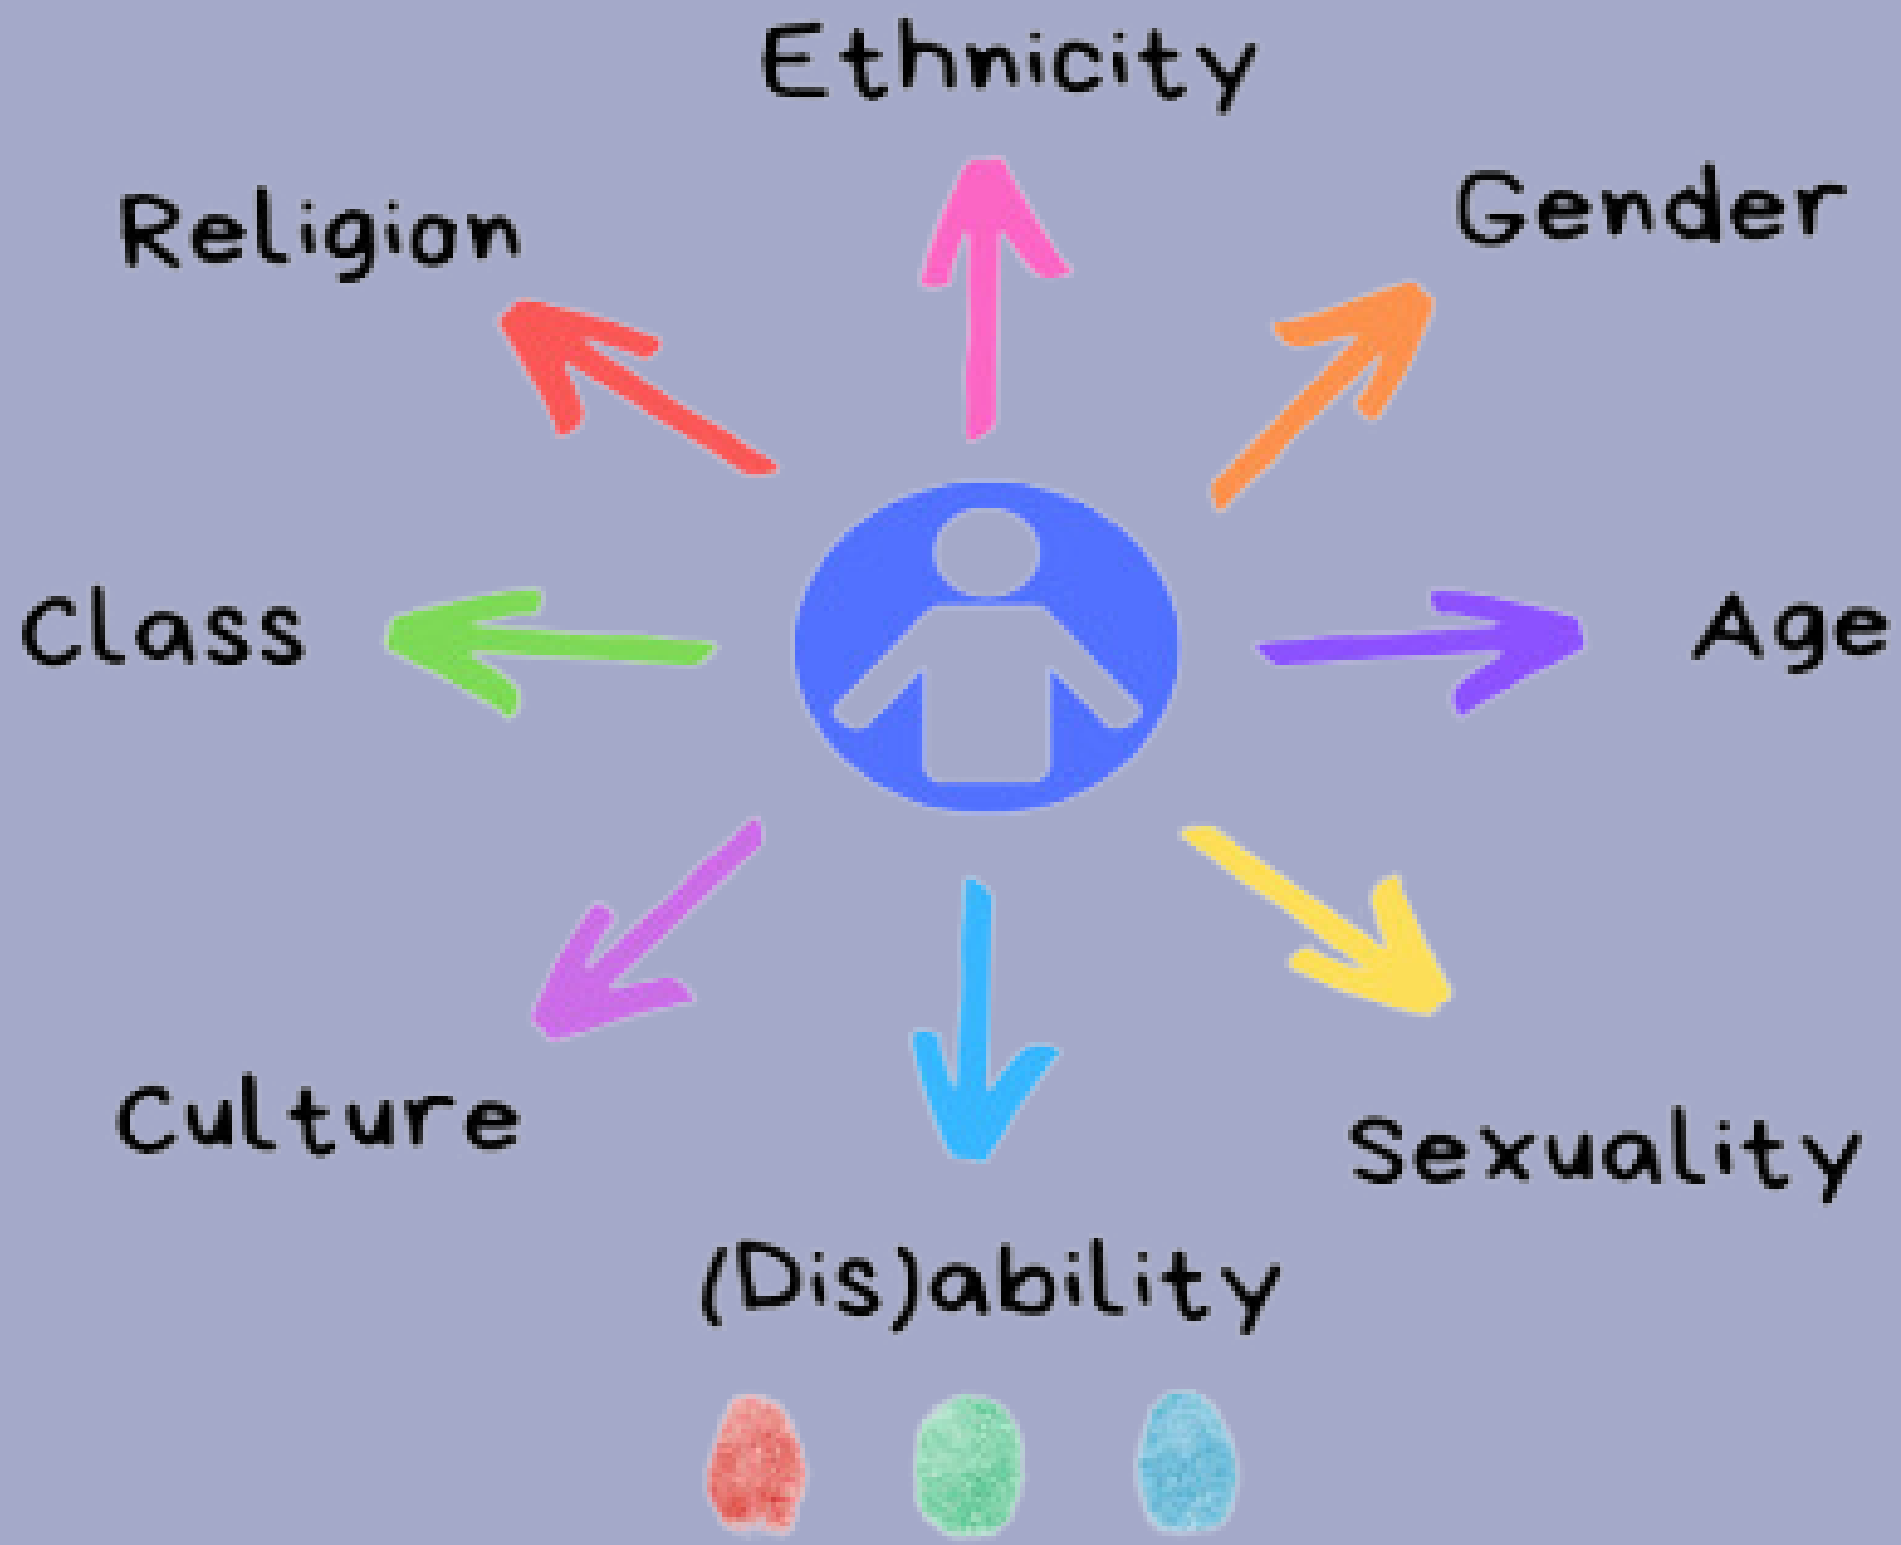 Ethnicity
Religion
Gender
Class
Age
Culture
Sexuality
(Dis)ability